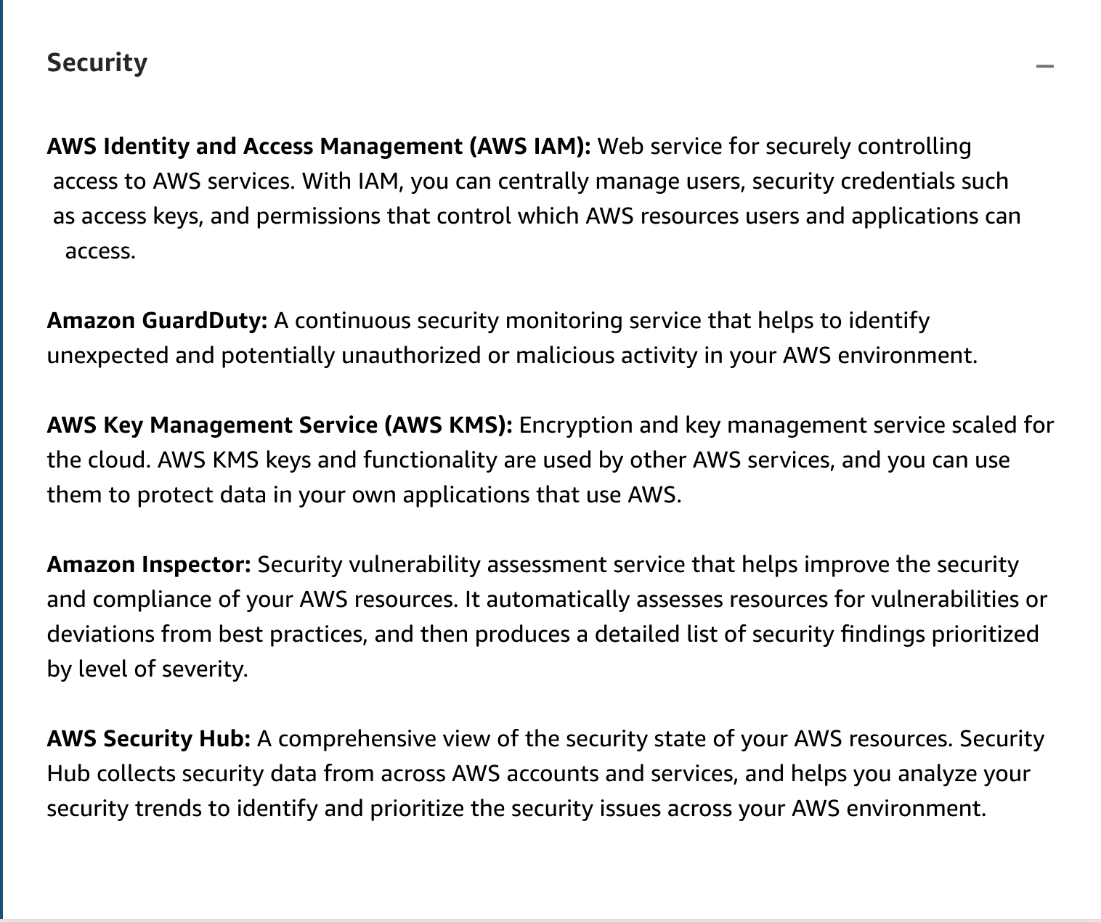 Security
AWS Identity and Access Management (AWS IAM): Web service for securely controlling
access to AWS services. With IAM, you can centrally manage users, security credentials such
as access keys, and permissions that control which AWS resources users and applications can
access.
Amazon GuardDuty: A continuous security monitoring service that helps to identify
unexpected and potentially unauthorized or malicious activity in your AWS environment.
AWS Key Management Service (AWS KMS): Encryption and key management service scaled for
the cloud. AWS KMS keys and functionality are used by other AWS services, and you can use
them to protect data in your own applications that use AWS.
Amazon Inspector: Security vulnerability assessment service that helps improve the security
and compliance of your AWS resources. It automatically assesses resources for vulnerabilities or
deviations from best practices, and then produces a detailed list of security findings prioritized
by level of severity.
AWS Security Hub: A comprehensive view of the security state of your AWS resources. Security
Hub collects security data from across AWS accounts and services, and helps you analyze your
security trends to identify and prioritize the security issues across your AWS environment.